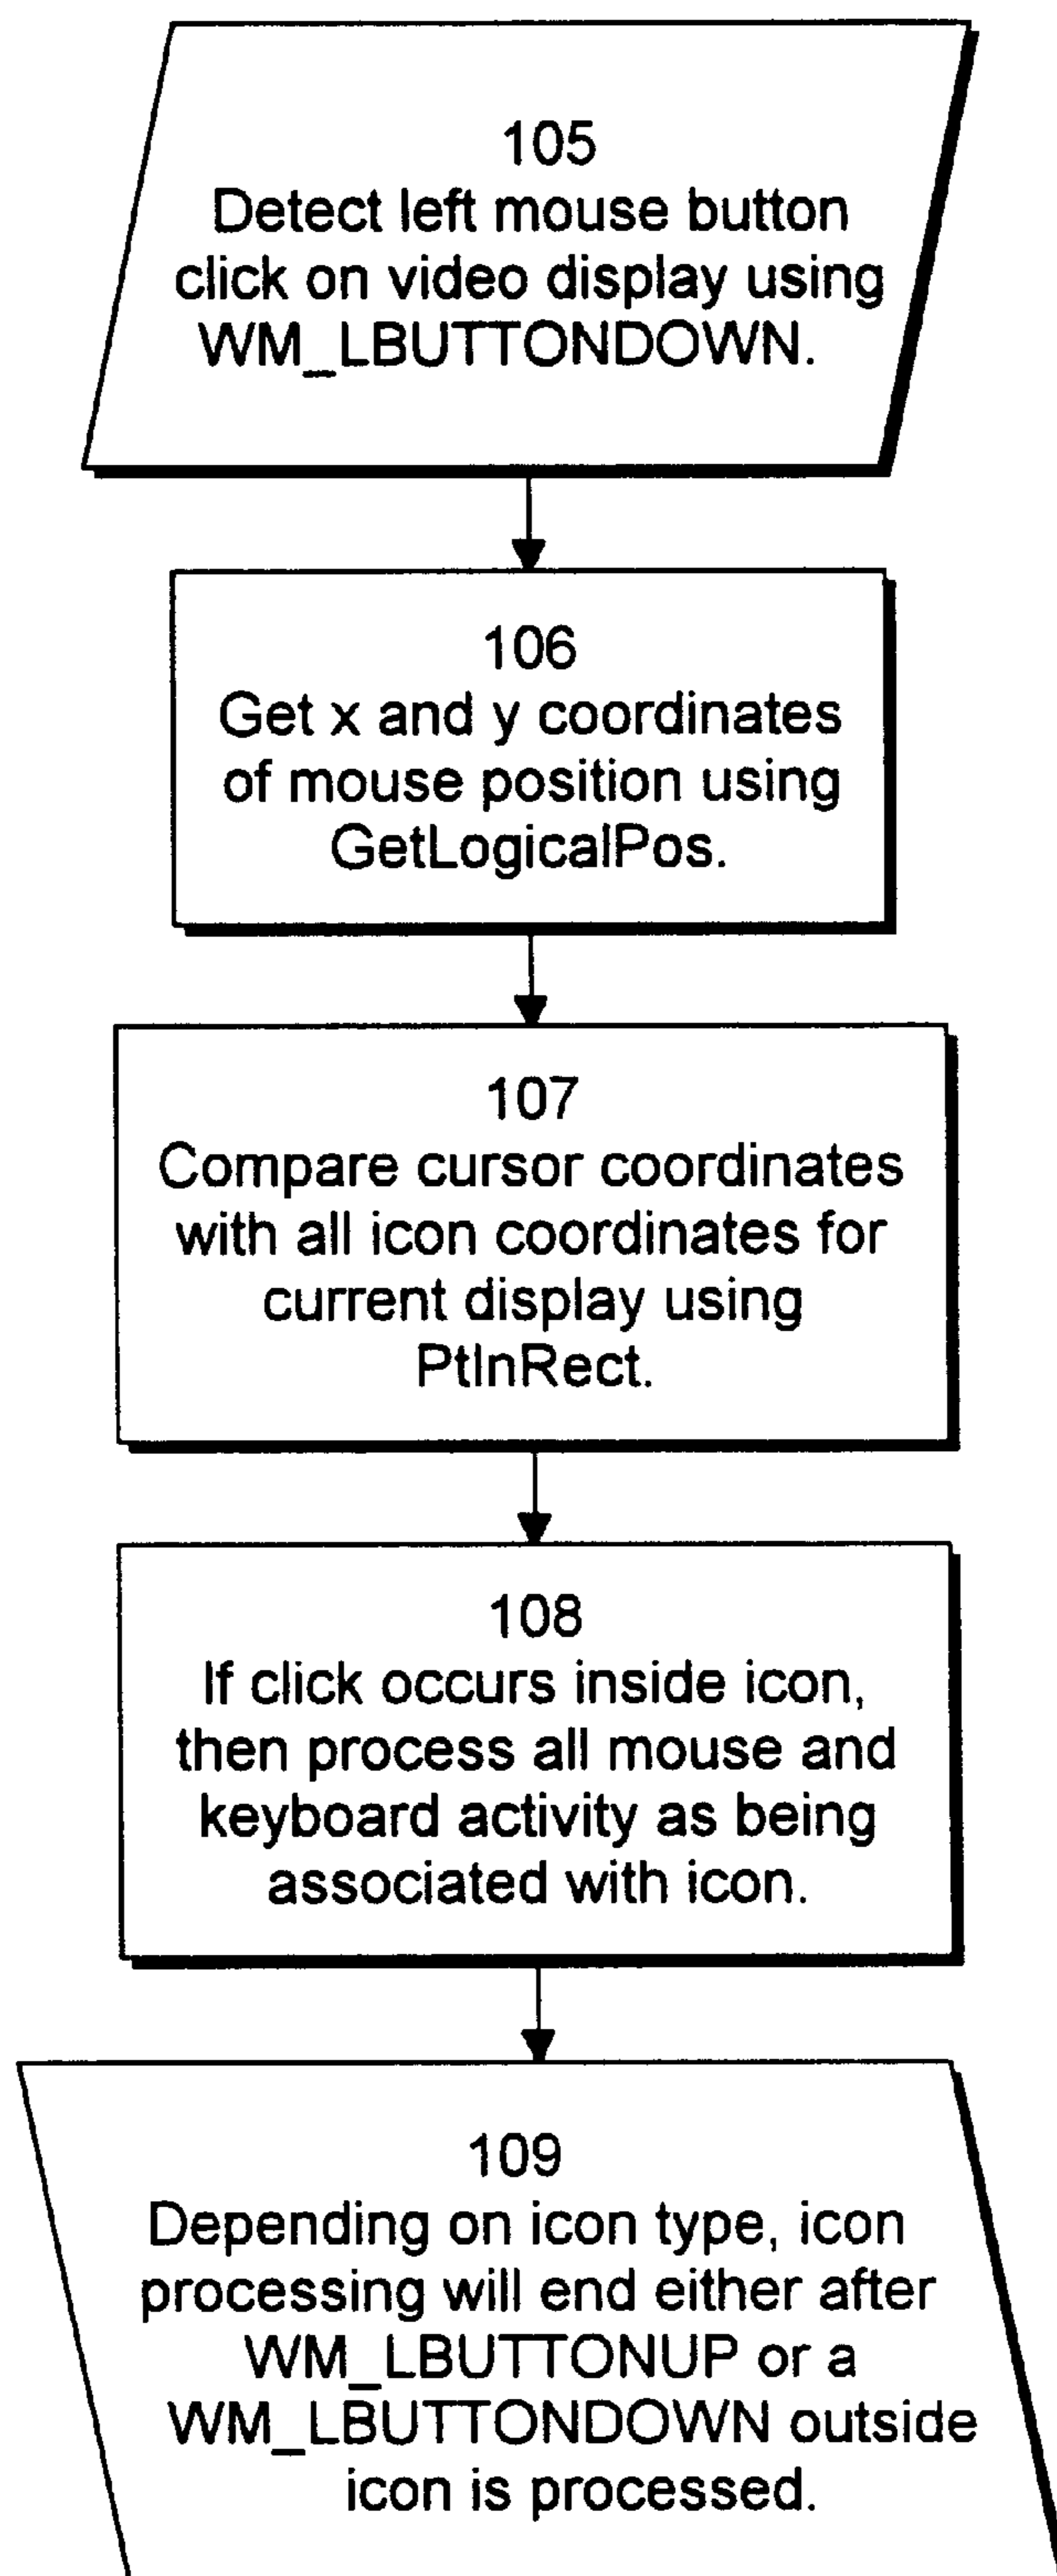 105
Detect left mouse button
click on video display using
WM_LBUTTONDOWN.
106
Get x and y coordinates
of mouse position using
GetLogicalPos.
107
Compare cursor coordinates
with all icon coordinates for
current display using
PtInRect.
108
If click occurs inside icon,
then process all mouse and
keyboard activity as being
associated with icon.
109
Depending on icon type, icon
processing will end either after
WM_LBUTTONUP or a
WM_LBUTTONDOWN outside
icon is processed.